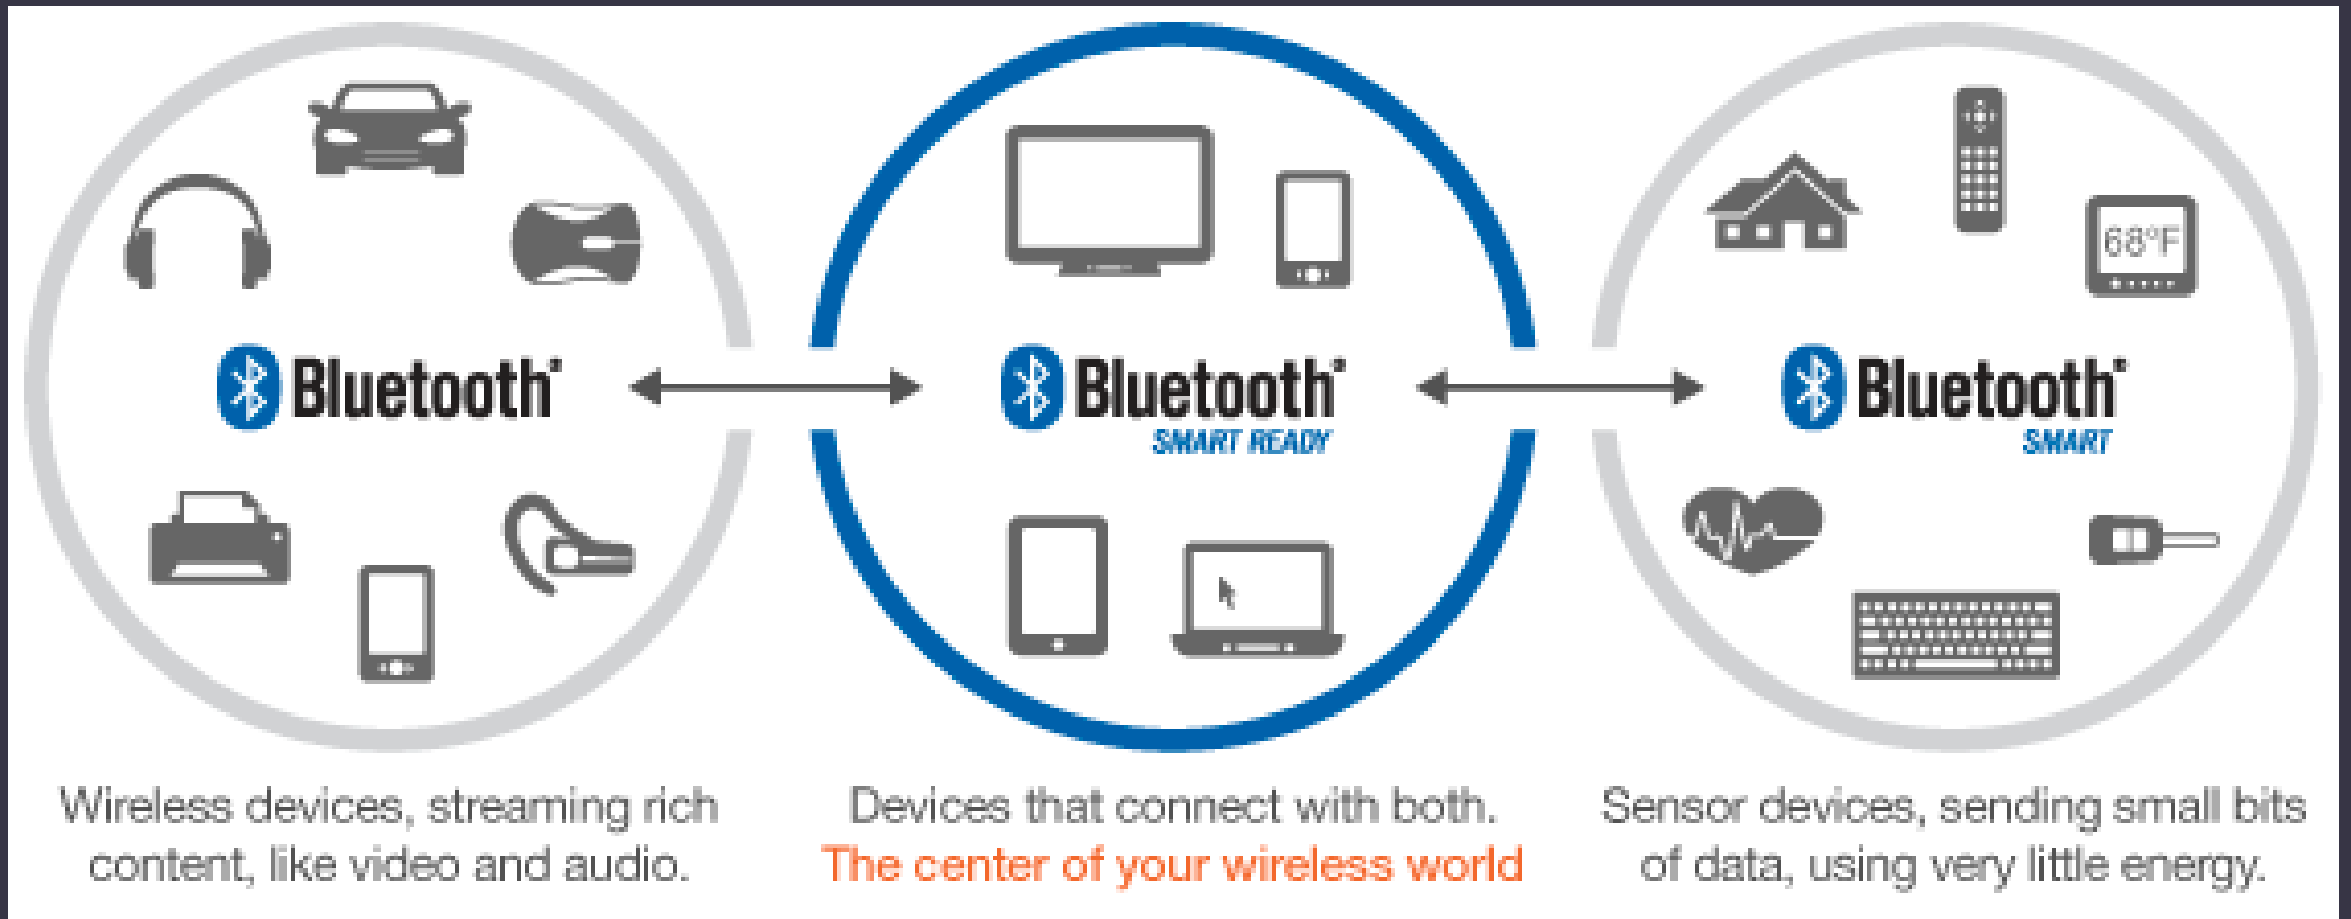 68°F
Bluetooth
Bluetooth
SMART READY
Bluetooth
SMART
Wireless devices, streaming rich
content, like video and audio.
Devices that connect with both.
The center of your wireless world
Sensor devices, sending small bits
of data, using very little energy.